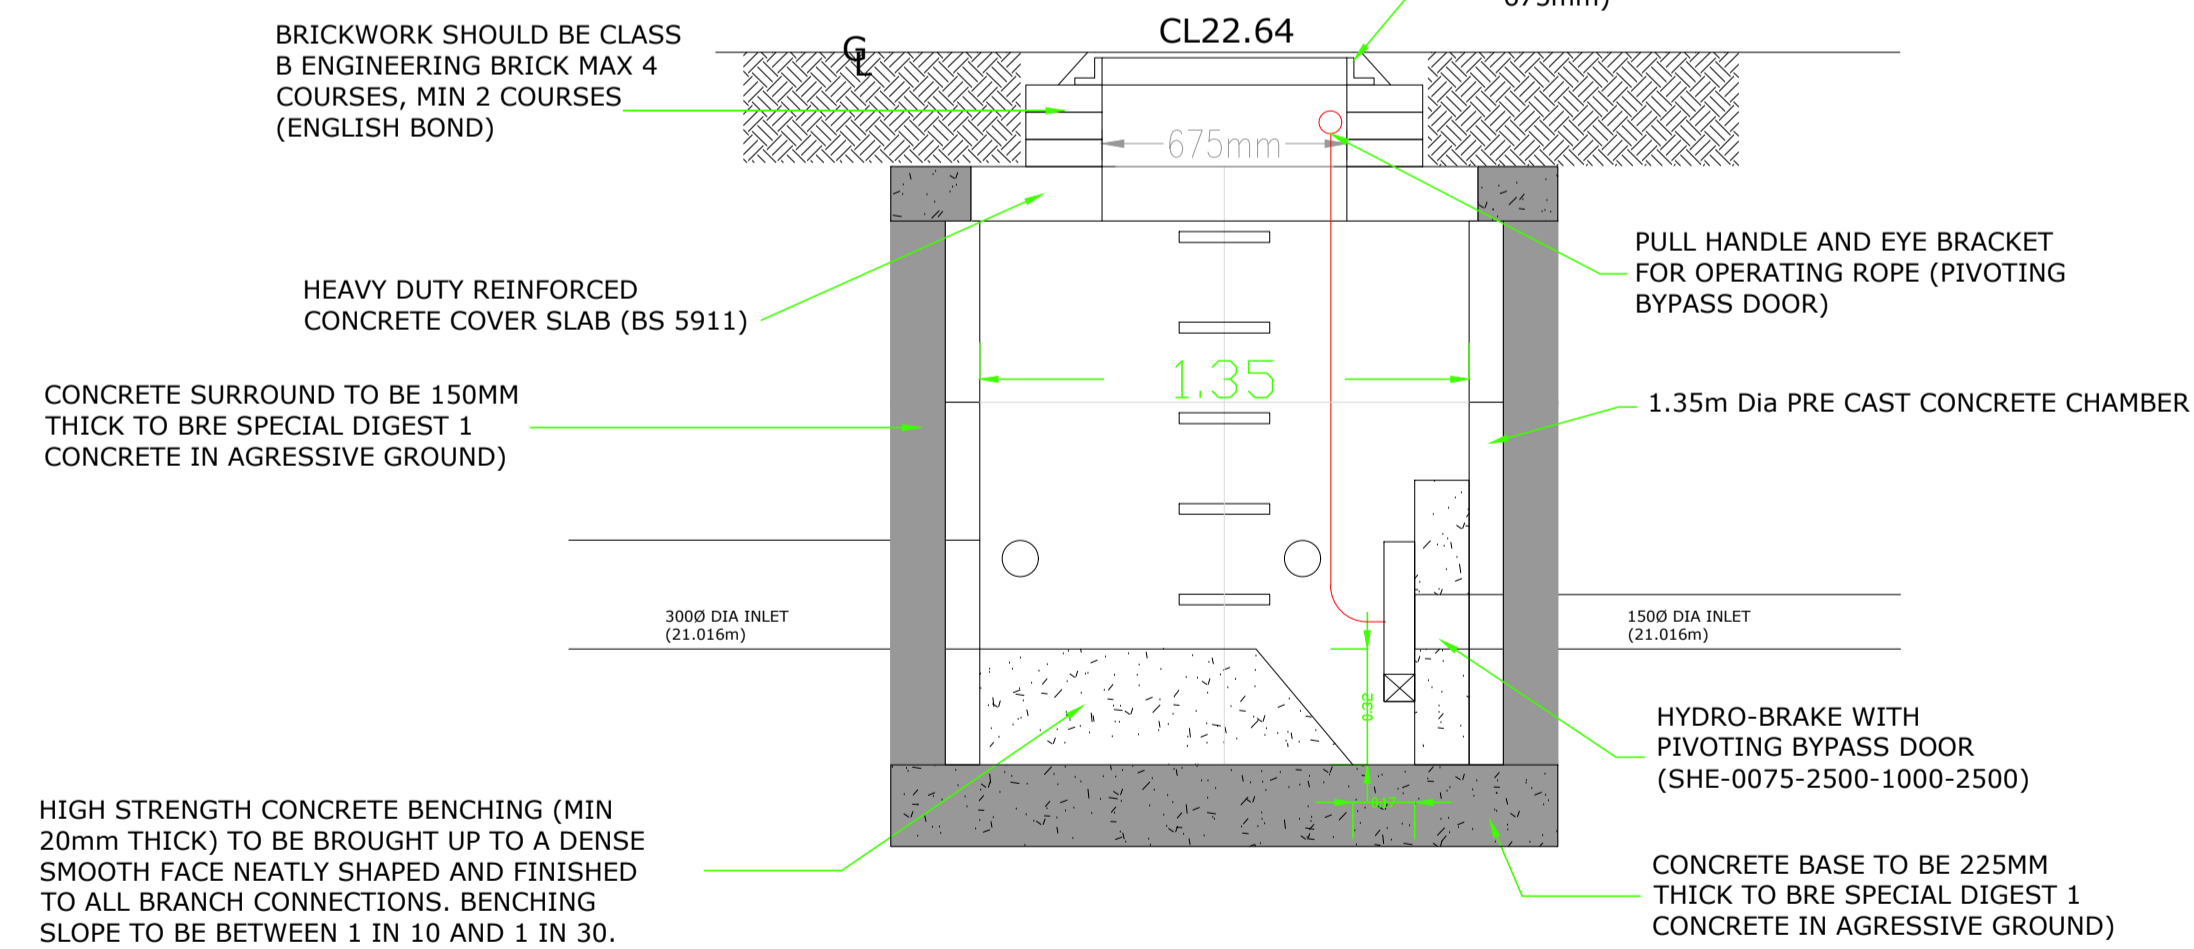 675mm)
CL22.64
BRICKWORK SHOULD BE CLASS
B ENGINEERING BRICK MAX 4
COURSES, MIN 2 COURSES
(ENGLISH BOND)
GL
675mm
PULL HANDLE AND EYE BRACKET
FOR OPERATING ROPE (PIVOTING
BYPASS DOOR)
HEAVY DUTY REINFORCED
CONCRETE COVER SLAB (BS 5911)
1.35
CONCRETE SURROUND TO BE 150MM
THICK TO BRE SPECIAL DIGEST 1
CONCRETE IN AGRESSIVE GROUND)
1.35m Dia PRE CAST CONCRETE CHAMBER
300Ø DIA INLET
(21.016m)
150Ø DIA INLET
(21.016m)
0.32
HYDRO-BRAKE WITH
PIVOTING BYPASS DOOR
(SHE-0075-2500-1000-2500)
0.17
HIGH STRENGTH CONCRETE BENCHING (MIN
20mm THICK) TO BE BROUGHT UP TO A DENSE
SMOOTH FACE NEATLY SHAPED AND FINISHED
TO ALL BRANCH CONNECTIONS. BENCHING
SLOPE TO BE BETWEEN 1 IN 10 AND 1 IN 30.
CONCRETE BASE TO BE 225MM
THICK TO BRE SPECIAL DIGEST 1
CONCRETE IN AGRESSIVE GROUND)